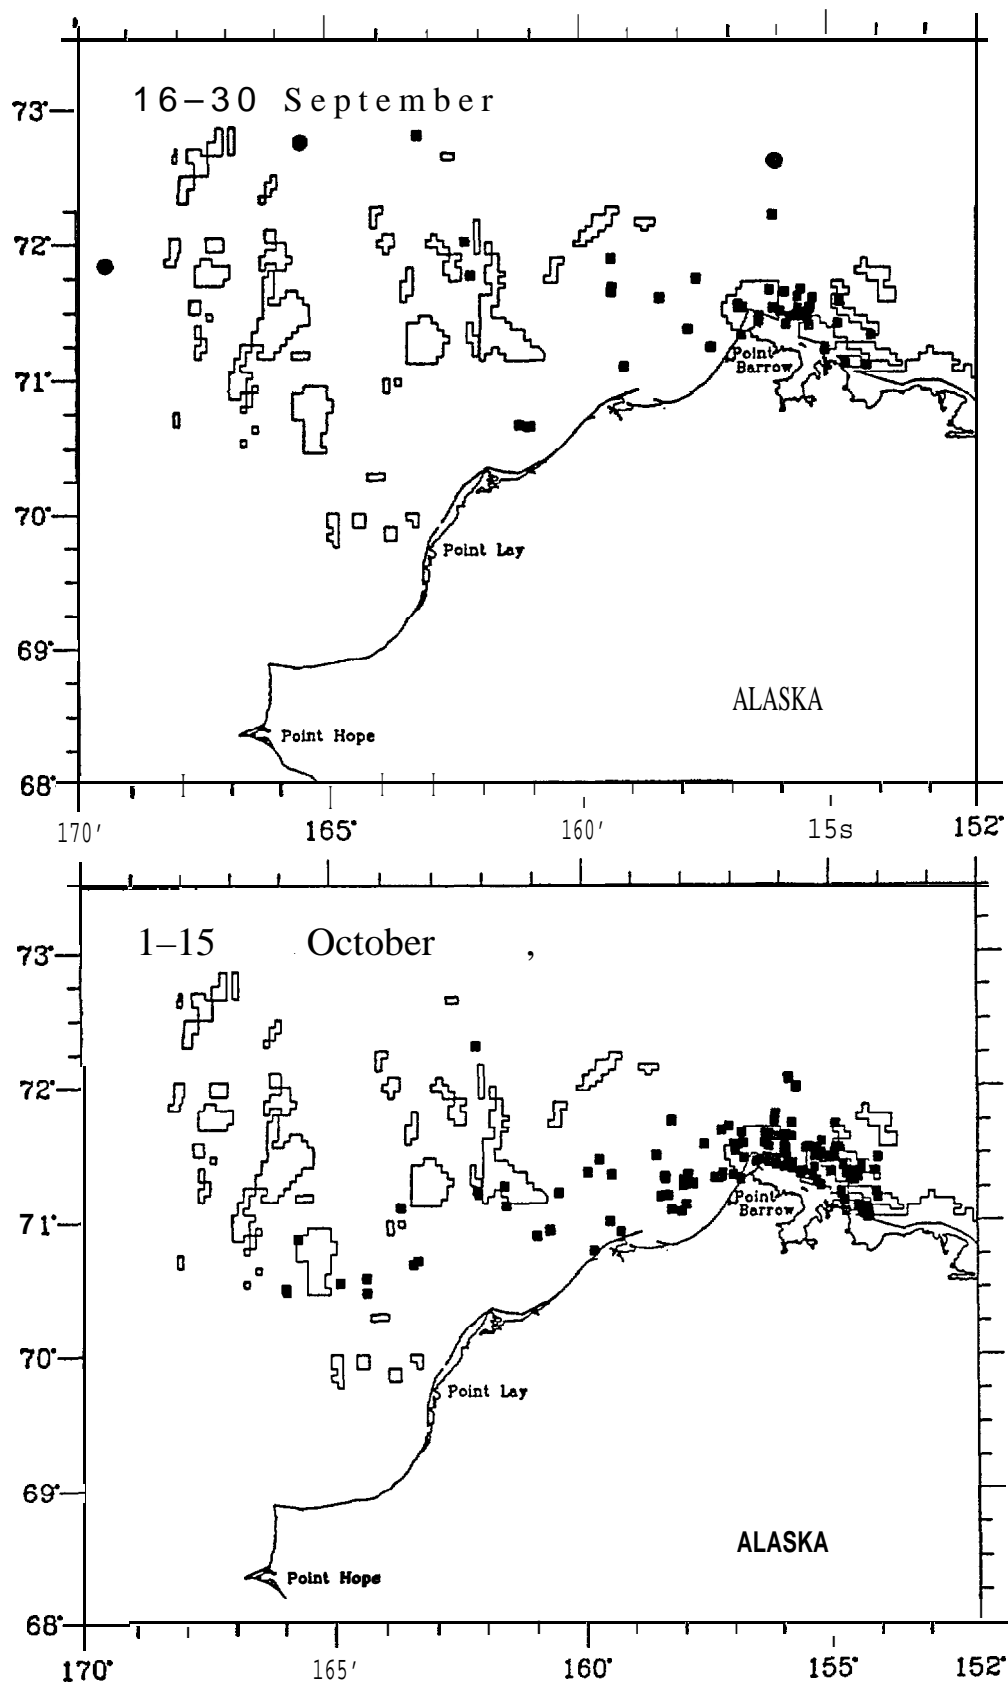 16–30 September
73°
72°
71°
70°
69°
68°
Point
Barrow
Point Lay
ALASKA
Point Hope
170' 165° 160' 15s 152°
1–15 October ,
73°
72°
71°
70°
69°
68°
Point
Barrow
Point Lay
ALASKA
Point Hope
170° 165' 160° 155° 152°